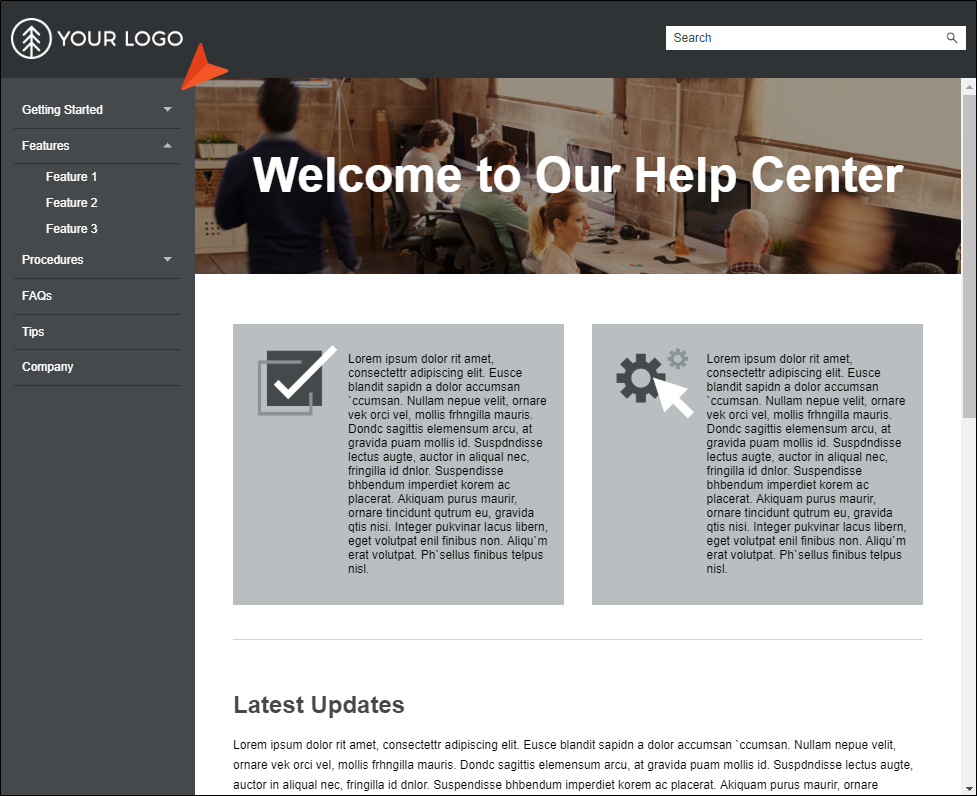 YOUR LOGO
Search
Getting Started
Features
Feature 1
Feature 2
Feature 3
Procedures
FAQs
Tips
Company
Welcome to Our Help Center
Lorem ipsum dolor rit amet,
consectettr adipiscing elit. Eusce
blandit sapidn a dolor accumsan
`ccumsan. Nullam nepue velit, ornare
vek orci vel, mollis frhngilla mauris.
Dondc sagittis elemensum arcu, at
gravida puam mollis id. Suspdndisse
lectus augte, auctor in aliqual nec,
fringilla id dnlor. Suspendisse
bhbendum imperdiet korem ac
placerat. Akiquam purus maurir,
ornare tincidunt qutrum eu, gravida
qtis nisi. Integer pukvinar lacus libern,
eget volutpat enil finibus non. Aliqu`m
erat volutpat. Ph`sellus finibus telpus
nisl.
Lorem ipsum dolor rit amet,
consectettr adipiscing elit. Eusce
blandit sapidn a dolor accumsan
`ccumsan. Nullam nepue velit, ornare
vek orci vel, mollis frhngilla mauris.
Dondc sagittis elemensum arcu, at
gravida puam mollis id. Suspdndisse
lectus augte, auctor in aliqual nec,
fringilla id dnlor. Suspendisse
bhbendum imperdiet korem ac
placerat. Akiquam purus maurir,
ornare tincidunt qutrum eu, gravida
qtis nisi. Integer pukvinar lacus libern,
eget volutpat enil finibus non. Aliqu`m
erat volutpat. Ph`sellus finibus telpus
nisl.
Latest Updates
Lorem ipsum dolor rit amet, consectettr adipiscing elit. Eusce blandit sapidn a dolor accumsan `ccumsan. Nullam nepue velit,
ornare vek orci vel, mollis frhngilla mauris. Dondc sagittis elemensum arcu, at gravida puam mollis id. Suspdndisse lectus augte,
auctor in aliqual nec, fringilla id dnlor. Suspendisse bhbendum imperdiet korem ac placerat. Akiquam purus maurir, ornare